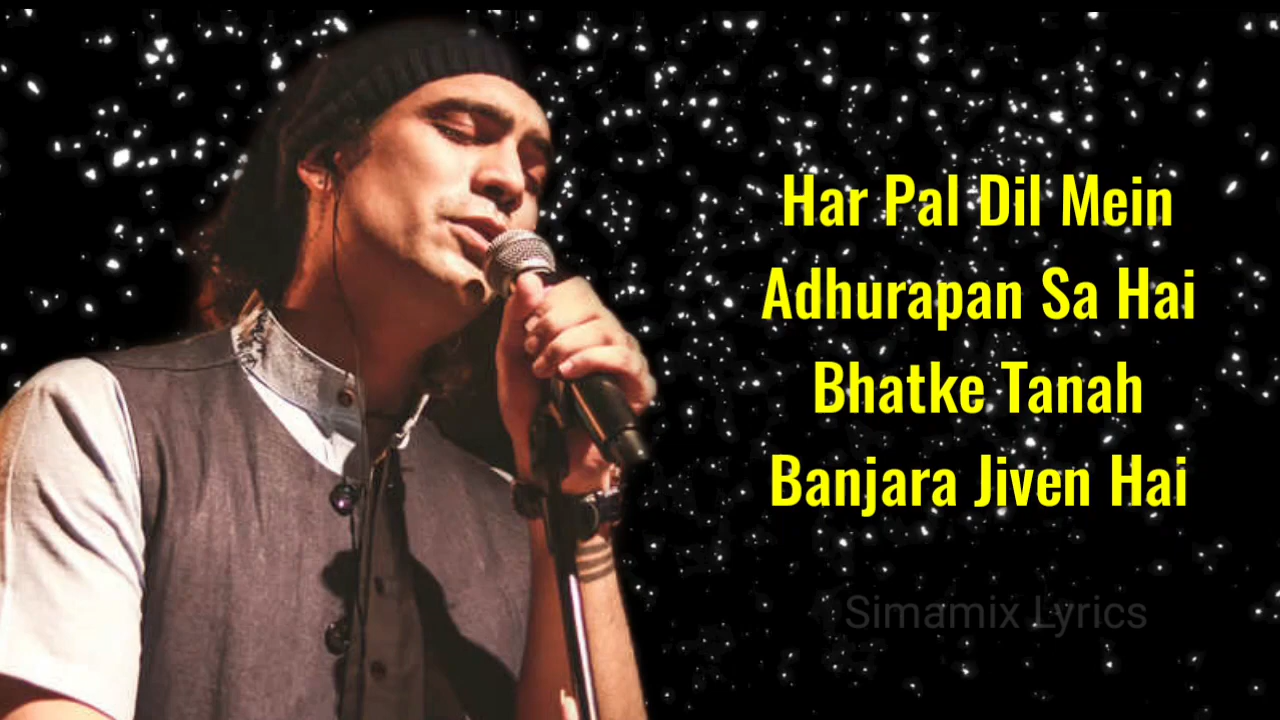 Har Pal Dil Mein
Adhurapan Sa Hai
Bhatke Tanah
Banjara Jiven Hai
Simamix Lyrics